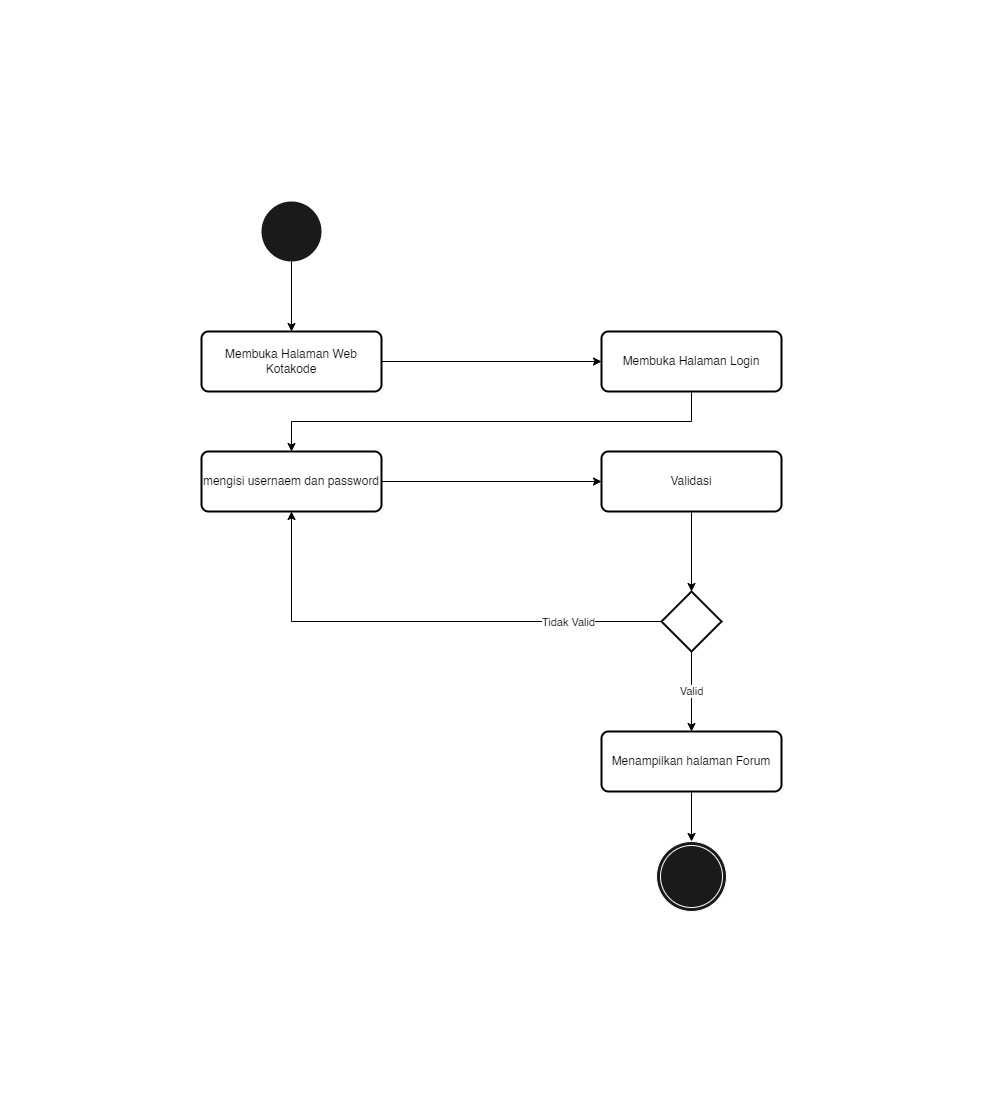 Membuka Halaman Web
Kotakode
Membuka Halaman Login
mengisi usernaem dan password
Validasi
Tidak Valid
Valid
Menampilkan halaman Forum